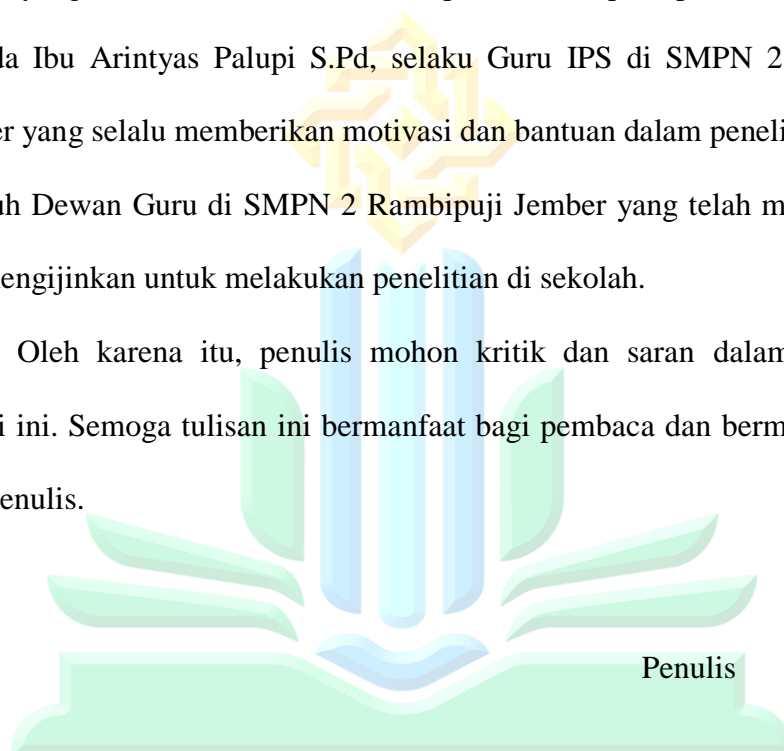 da Ibu Arintyas Palupi S.Pd, selaku Guru IPS di SMPN 2
er yang selalu memberikan motivasi dan bantuan dalam peneli
uh Dewan Guru di SMPN 2 Rambipuji Jember yang telah m
engijinkan untuk melakukan penelitian di sekolah.
Oleh karena itu, penulis mohon kritik dan saran dalam
i ini. Semoga tulisan ini bermanfaat bagi pembaca dan berm
enulis.
Penulis